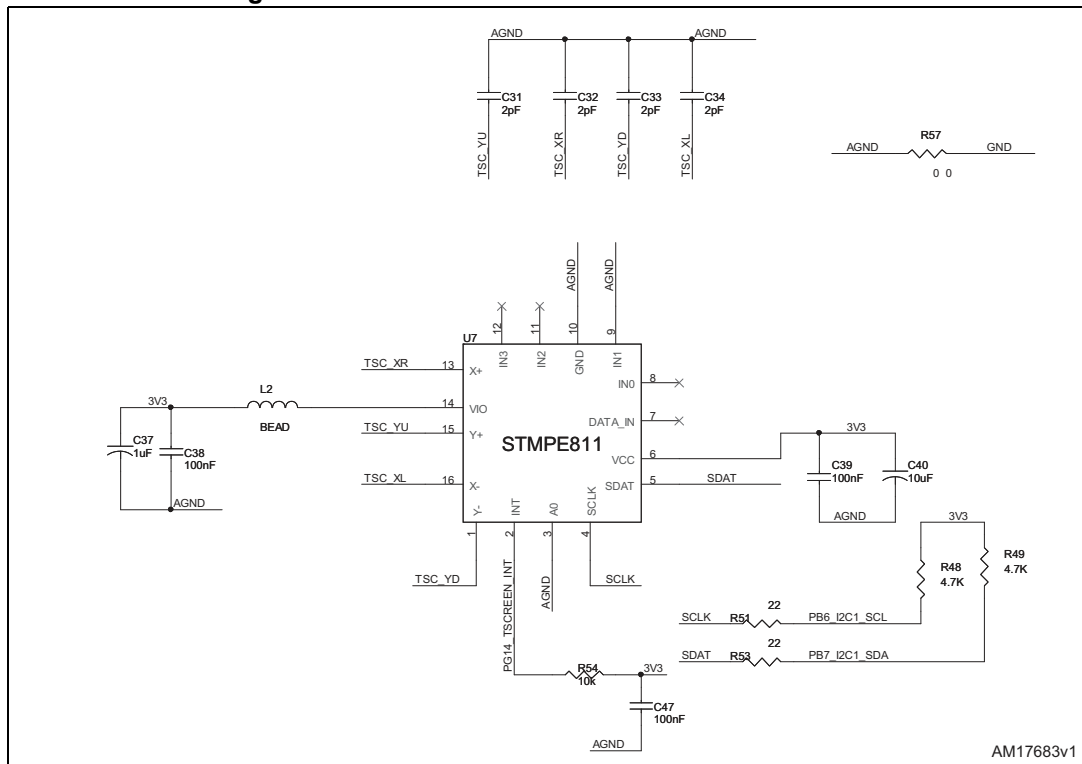 AGND AGND
C31 C32 C33 C34
2pF 2pF 2pF 2pF
TSC_YU TSC_XR TSC_YD TSC_XL
R57
AGND GND
0 0
AGND AGND
12 11 10 9
U7
IN3 IN2 GND IN1
TSC_XR 13 X+
IN0 8
L2
3V3
14 VIO
BEAD
DATA_IN 7
TSC_YU 15 Y+
C37
1uF
C38
100nF
STMPE811
VCC 6
3V3
C39
100nF
C40
10uF
TSC_XL 16 X-
SDAT 5 SDAT
AGND
AGND
Y- INT A0 SCLK
1 2 3 4
3V3
TSC_YD
PG14_TSCREEN_INT
AGND
SCLK
R48
4.7K
R49
4.7K
22
SCLK R51 PB6_I2C1_SCL
22
SDAT R53 PB7_I2C1_SDA
R54
10k
3V3
C47
100nF
AGND
AM17683v1